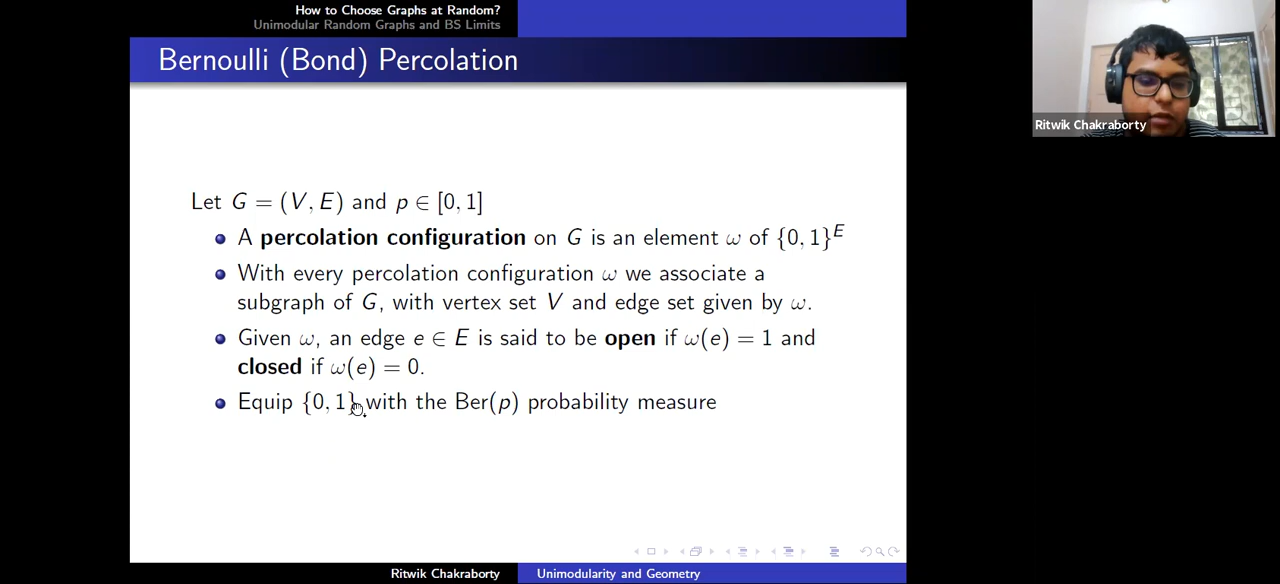 How to Choose Graphs at Random?
Unimodular Random Graphs and BS Limits
Bernoulli (Bond) Percolation
Ritwik Chakraborty
Let G = (V, E) and p ∈ [0, 1]
A percolation configuration on G is an element ω of {0, 1}^E
With every percolation configuration ω we associate a
subgraph of G, with vertex set V and edge set given by ω.
Given ω, an edge e ∈ E is said to be open if ω(e) = 1 and
closed if ω(e) = 0.
Equip {0, 1} with the Ber(p) probability measure
Ritwik Chakraborty
Unimodularity and Geometry